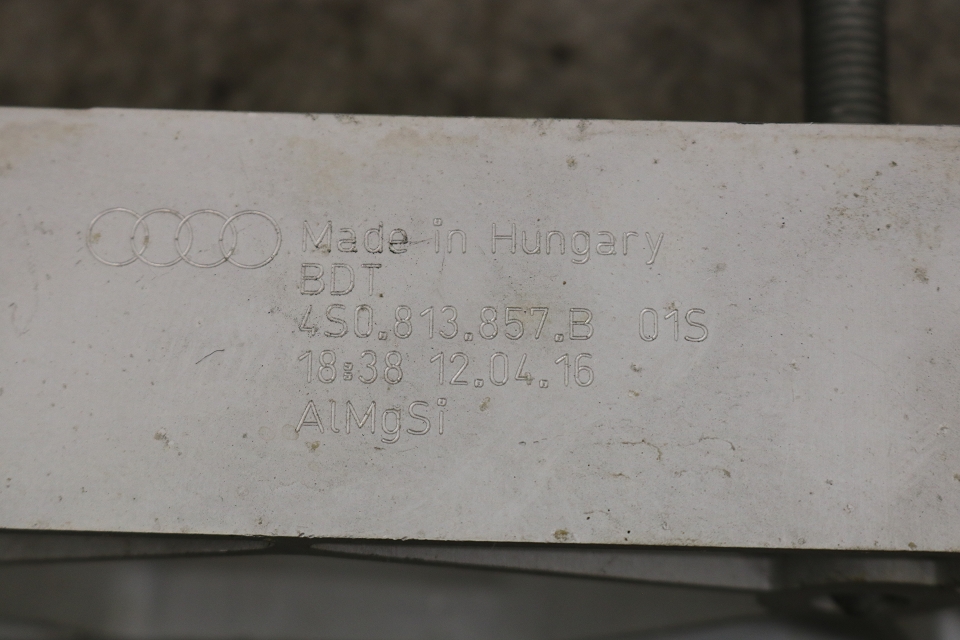 Made in Hungary
BDT
4S0.813.857.B 01S
18:38 12.04.16
AlMgSi